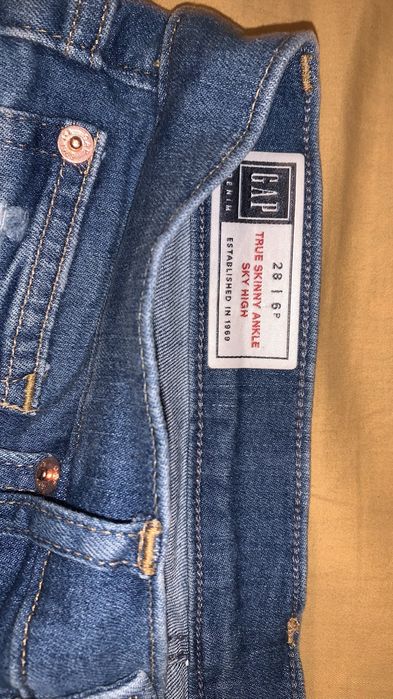 GAP
DENIM
28 | 6P
TRUE SKINNY ANKLE
SKY HIGH
ESTABLISHED IN 1969